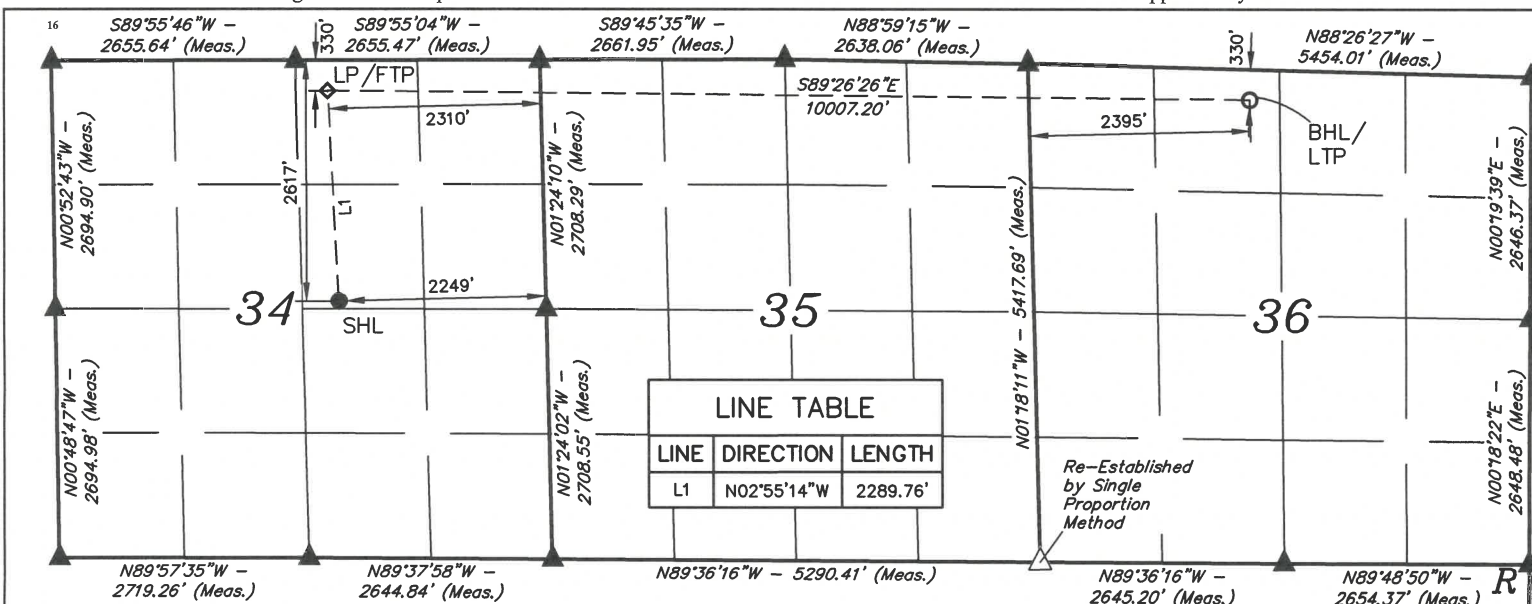 16
S89°55'46"W –
2655.64' (Meas.)
330'
S89°55'04"W –
2655.47' (Meas.)
S89°45'35"W –
2661.95' (Meas.)
N88°59'15"W –
2638.06' (Meas.)
330'
N88°26'27"W –
5454.01' (Meas.)
LP/FTP
S89°26'26"E
10007.20'
2310'
2395'
BHL/
LTP
N00°52'43"W –
2694.90' (Meas.)
2617'
L1
N01°24'10"W –
2708.29' (Meas.)
N01°18'11"W – 5417.69' (Meas.)
N00°19'39"E –
2646.37' (Meas.)
2249'
34
SHL
35
36
N00°48'47"W –
2694.98' (Meas.)
N01°24'02"W –
2708.55' (Meas.)
LINE TABLE
LINE DIRECTION LENGTH
L1 N02°55'14"W 2289.76'
Re-Established
by Single
Proportion
Method
N00°18'22"E –
2648.48' (Meas.)
N89°57'35"W –
2719.26' (Meas.)
N89°37'58"W –
2644.84' (Meas.)
N89°36'16"W – 5290.41' (Meas.)
N89°36'16"W –
2645.20' (Meas.)
N89°48'50"W –
2654.37' (Meas.)
R